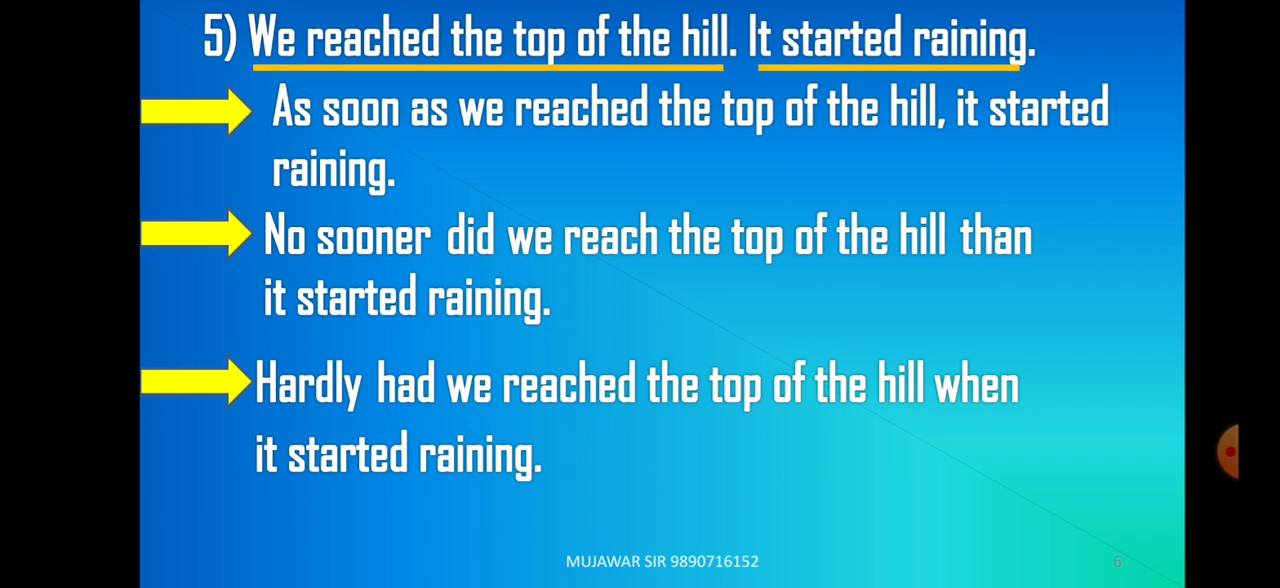 5) We reached the top of the hill. It started raining.
As soon as we reached the top of the hill, it started
raining.
No sooner did we reach the top of the hill than
it started raining.
Hardly had we reached the top of the hill when
it started raining.
MUJAWAR SIR 9890716152
6